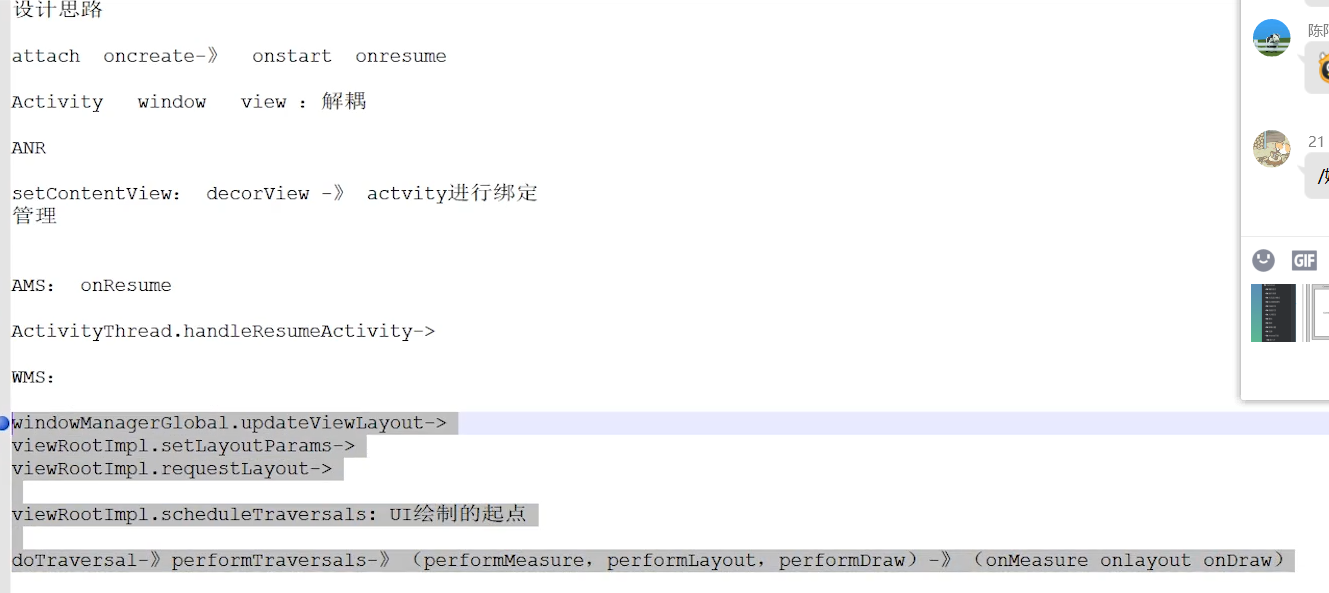 设计思路
attach oncreate-》 onstart onresume
Activity window view : 解耦
ANR
setContentView: decorView -》 actvity进行绑定
管理
AMS: onResume
ActivityThread.handleResumeActivity->
WMS:
windowManagerGlobal.updateViewLayout->
viewRootImpl.setLayoutParams->
viewRootImpl.requestLayout->
viewRootImpl.scheduleTraversals: UI绘制的起点
doTraversal-》performTraversals-》（performMeasure，performLayout，performDraw）-》（onMeasure onlayout onDraw）
21
GIF